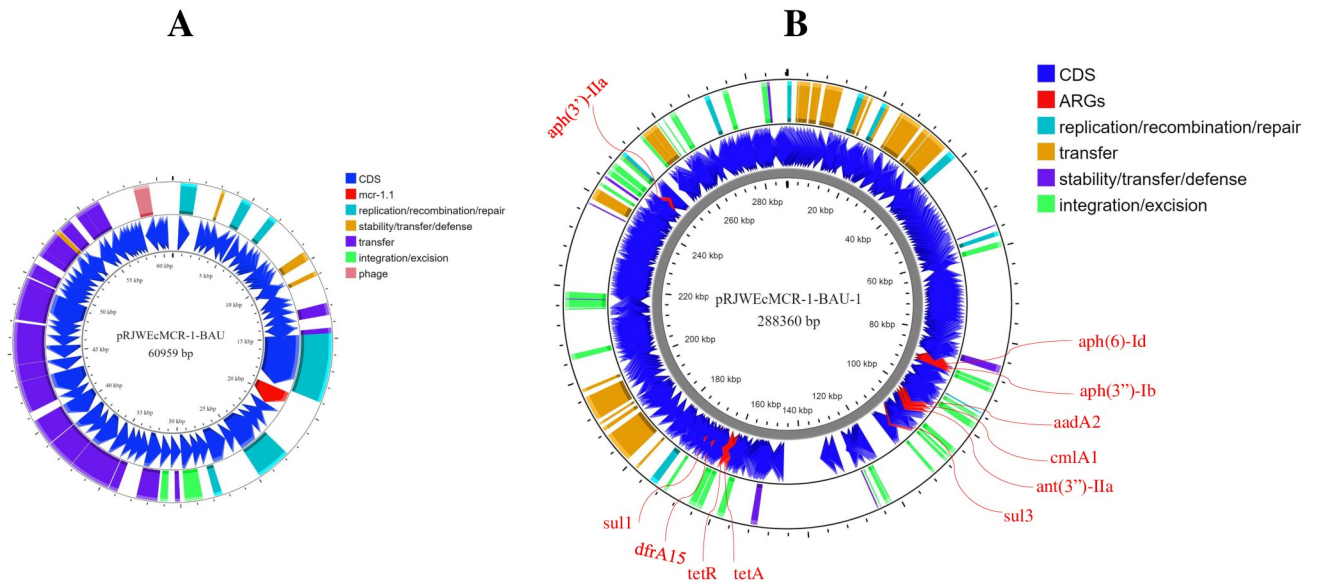 A
B
CDS
mcr-1.1
replication/recombination/repair
stability/transfer/defense
transfer
integration/excision
phage
60 kbp
5 kbp
10 kbp
15 kbp
20 kbp
25 kbp
30 kbp
35 kbp
40 kbp
45 kbp
50 kbp
55 kbp
pRJWEcMCR-1-BAU
60959 bp
CDS
ARGs
replication/recombination/repair
transfer
stability/transfer/defense
integration/excision
280 kbp
20 kbp
40 kbp
60 kbp
80 kbp
100 kbp
120 kbp
140 kbp
160 kbp
180 kbp
200 kbp
220 kbp
240 kbp
260 kbp
pRJWEcMCR-1-BAU-1
288360 bp
aph(3’)-IIa
aph(6)-Id
aph(3”)-Ib
aadA2
cmlA1
ant(3”)-IIa
sul3
sul1
dfrA15
tetR
tetA